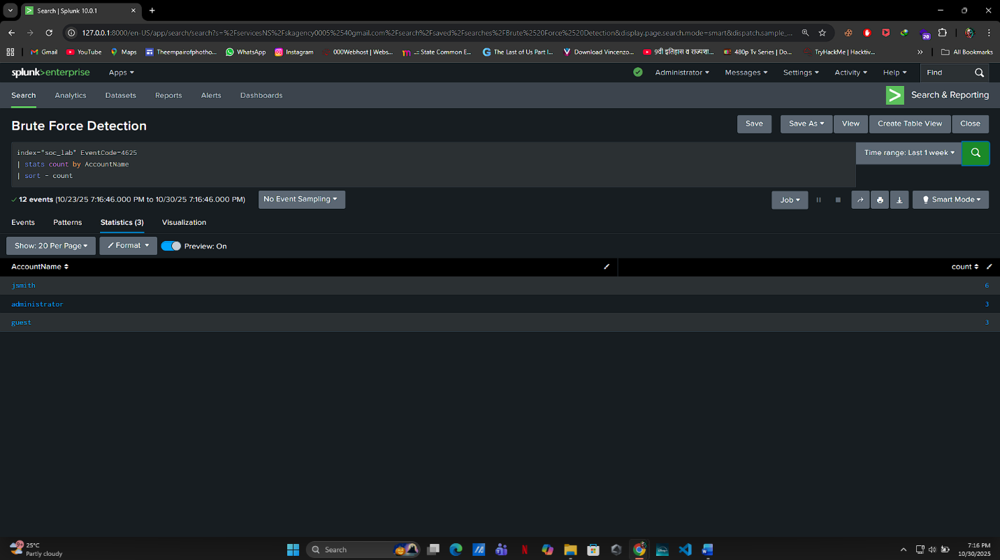 Search | Splunk 10.0.1
127.0.0.1:8000/en-US/app/search/search?s=%2FservicesNS%2Fskagency0005%2540gmail.com%2Fsearch%2Fsaved%2Fsearches%2FBrute%2520Force%2520Detection&display.page.search.mode=smart&dispatch.sample_...
Gmail YouTube Maps Theempairofphotho... WhatsApp Instagram 000Webhost | Webs... .:: State Common E... The Last of Us Part I... Download Vincenzo... 9वी इतिहास व राज्यशा... 480p Tv Series | Do... TryHackMe | Hacktiv... » All Bookmarks
20
splunk>enterprise Apps Administrator Messages Settings Activity Help Find
Search Analytics Datasets Reports Alerts Dashboards Search & Reporting
Brute Force Detection Save Save As View Create Table View Close
index="soc_lab" EventCode=4625
| stats count by AccountName
| sort - count
Time range: Last 1 week
12 events (10/23/25 7:16:46.000 PM to 10/30/25 7:16:46.000 PM) No Event Sampling Job Smart Mode
Events Patterns Statistics (3) Visualization
Show: 20 Per Page Format Preview: On
AccountName count
jsmith 6
administrator 3
guest 3
25°C
Partly cloudy
Search
7:16 PM
10/30/2025